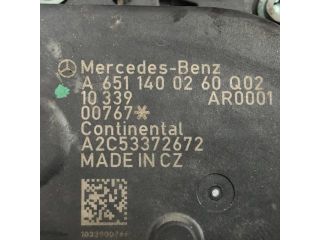 Mercedes-Benz
A 651 140 02 60 Q02
10 339 AR0001
00767*
Continental
A2C53372672
MADE IN CZ